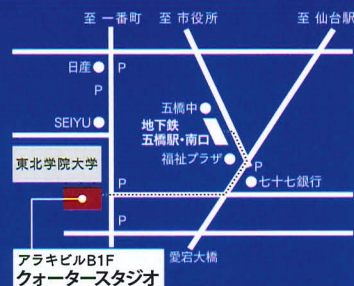 至 一番町
至 市役所
至 仙台駅
日産
P
P
五橋中
SEIYU
地下鉄
五橋駅・南口
福祉プラザ
P
東北学院大学
七十七銀行
P
P
愛宕大橋
アラキビルB1F
クォータースタジオ